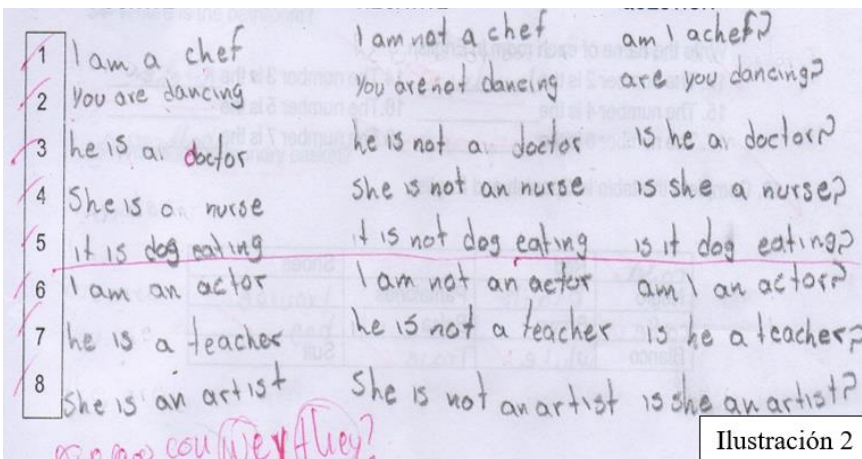 1 I am a chef I am not a chef am I a chef?
2 You are dancing You are not dancing are you dancing?
3 he is an doctor he is not an doctor is he an doctor?
4 She is an nurse She is not an nurse is she a nurse?
5 it is dog eating it is not dog eating is it dog eating?
6 I am an actor I am not an actor am I an actor?
7 he is a teacher he is not a teacher is he a teacher?
8 She is an artist She is not an artist is she an artist?
con We y they?
Ilustración 2